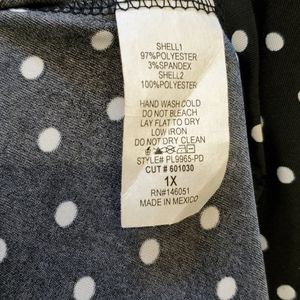 SHELL1
97%POLYESTER
3%SPANDEX
SHELL2
100%POLYESTER
HAND WASH COLD
DO NOT BLEACH
LAY FLAT TO DRY
LOW IRON
DO NOT DRY CLEAN
STYLE# PL9965-PD
CUT # 601030
1X
RN#146051
MADE IN MEXICO